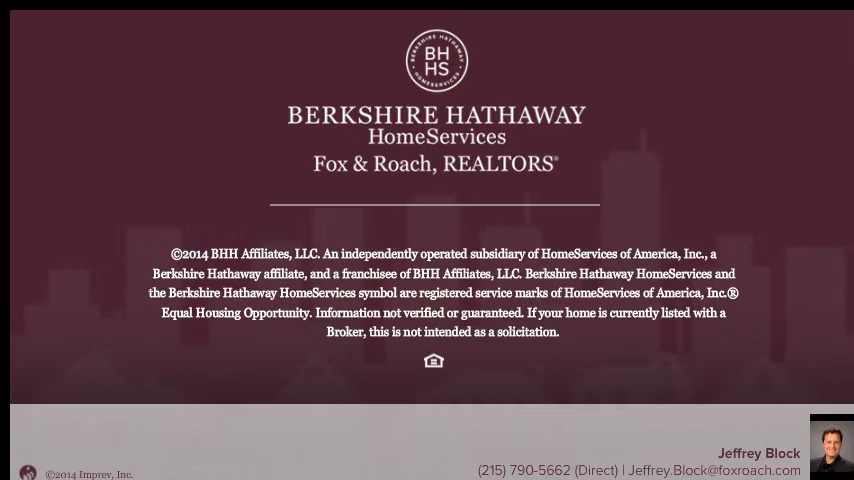 BERKSHIRE HATHAWAY
HOMESERVICES
BH
HS
BERKSHIRE HATHAWAY
HomeServices
Fox & Roach, REALTORS®
©2014 BHH Affiliates, LLC. An independently operated subsidiary of HomeServices of America, Inc., a
Berkshire Hathaway affiliate, and a franchisee of BHH Affiliates, LLC. Berkshire Hathaway HomeServices and
the Berkshire Hathaway HomeServices symbol are registered service marks of HomeServices of America, Inc.®
Equal Housing Opportunity. Information not verified or guaranteed. If your home is currently listed with a
Broker, this is not intended as a solicitation.
Jeffrey Block
(215) 790-5662 (Direct) | Jeffrey.Block@foxroach.com
©2014 Imprev, Inc.